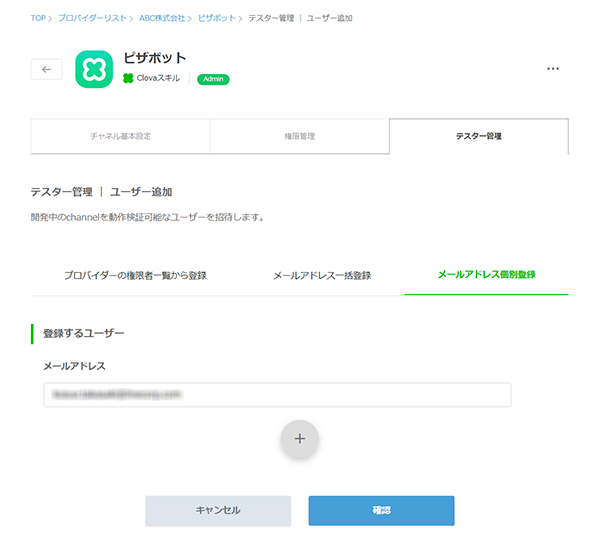 TOP > プロバイダーリスト > ABC株式会社 > ピザボット > テスター管理 | ユーザー追加
ピザボット
Clovaスキル Admin
チャネル基本設定 権限管理 テスター管理
テスター管理 | ユーザー追加
開発中のchannelを動作検証可能なユーザーを招待します。
プロバイダーの権限者一覧から登録 メールアドレス一括登録 メールアドレス個別登録
登録するユーザー
メールアドレス
キャンセル 確認